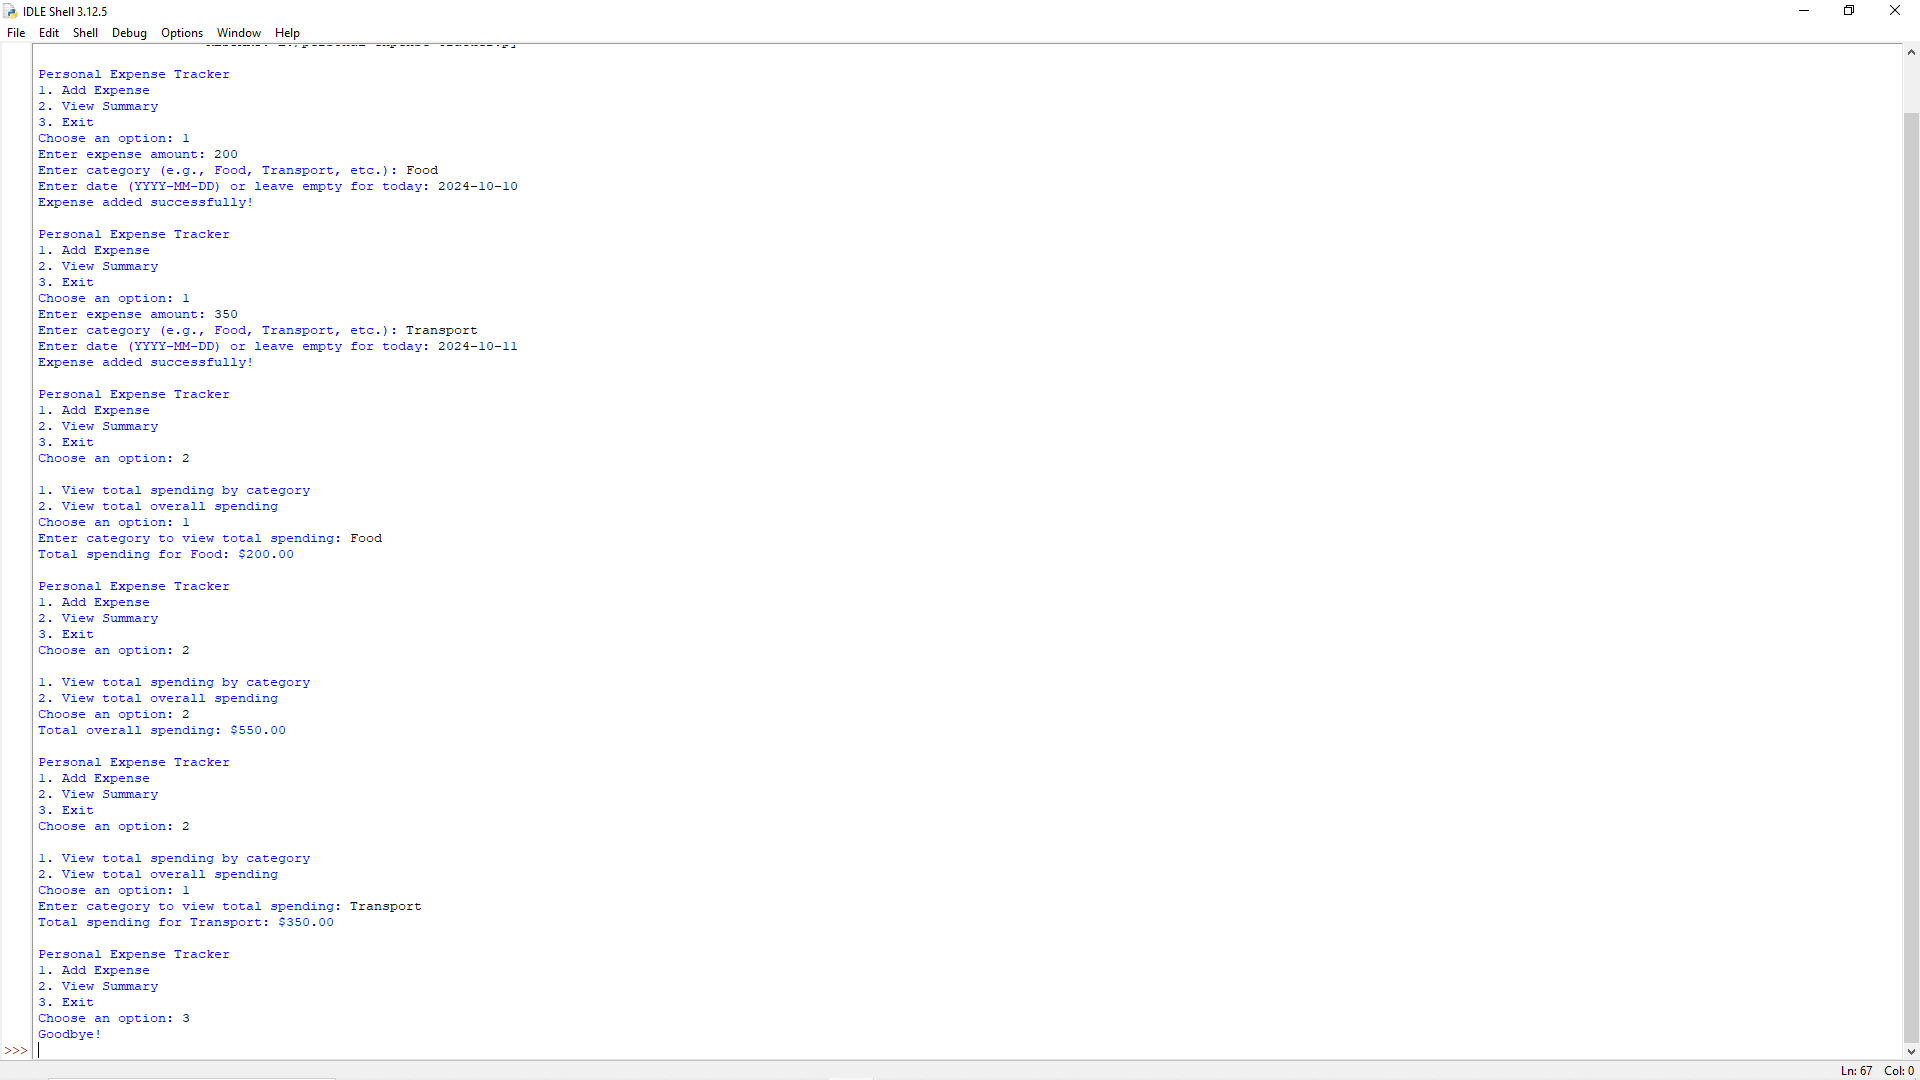 IDLE Shell 3.12.5
File Edit Shell Debug Options Window Help
Personal Expense Tracker
1. Add Expense
2. View Summary
3. Exit
Choose an option: 1
Enter expense amount: 200
Enter category (e.g., Food, Transport, etc.): Food
Enter date (YYYY-MM-DD) or leave empty for today: 2024-10-10
Expense added successfully!
Personal Expense Tracker
1. Add Expense
2. View Summary
3. Exit
Choose an option: 1
Enter expense amount: 350
Enter category (e.g., Food, Transport, etc.): Transport
Enter date (YYYY-MM-DD) or leave empty for today: 2024-10-11
Expense added successfully!
Personal Expense Tracker
1. Add Expense
2. View Summary
3. Exit
Choose an option: 2
1. View total spending by category
2. View total overall spending
Choose an option: 1
Enter category to view total spending: Food
Total spending for Food: $200.00
Personal Expense Tracker
1. Add Expense
2. View Summary
3. Exit
Choose an option: 2
1. View total spending by category
2. View total overall spending
Choose an option: 2
Total overall spending: $550.00
Personal Expense Tracker
1. Add Expense
2. View Summary
3. Exit
Choose an option: 2
1. View total spending by category
2. View total overall spending
Choose an option: 1
Enter category to view total spending: Transport
Total spending for Transport: $350.00
Personal Expense Tracker
1. Add Expense
2. View Summary
3. Exit
Choose an option: 3
Goodbye!
>>>
Ln: 67 Col: 0